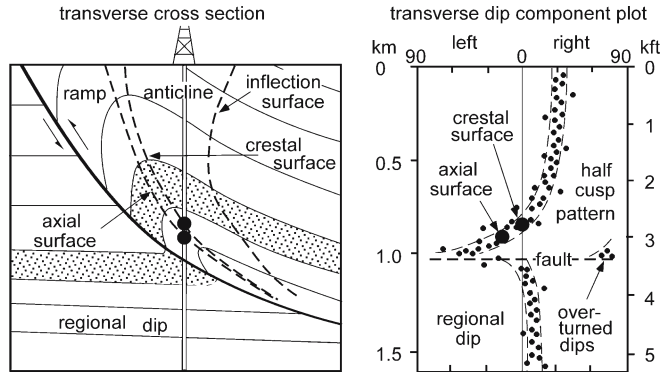 transverse cross section
ramp
anticline
inflection
surface
crestal
surface
axial
surface
regional dip
transverse dip component plot
km
left
right
kft
90
0
90
0
0
crestal
surface
1
0.5
axial
surface
half
cusp
pattern
2
3
1.0
fault
regional
dip
over-
turned
dips
4
1.5
5